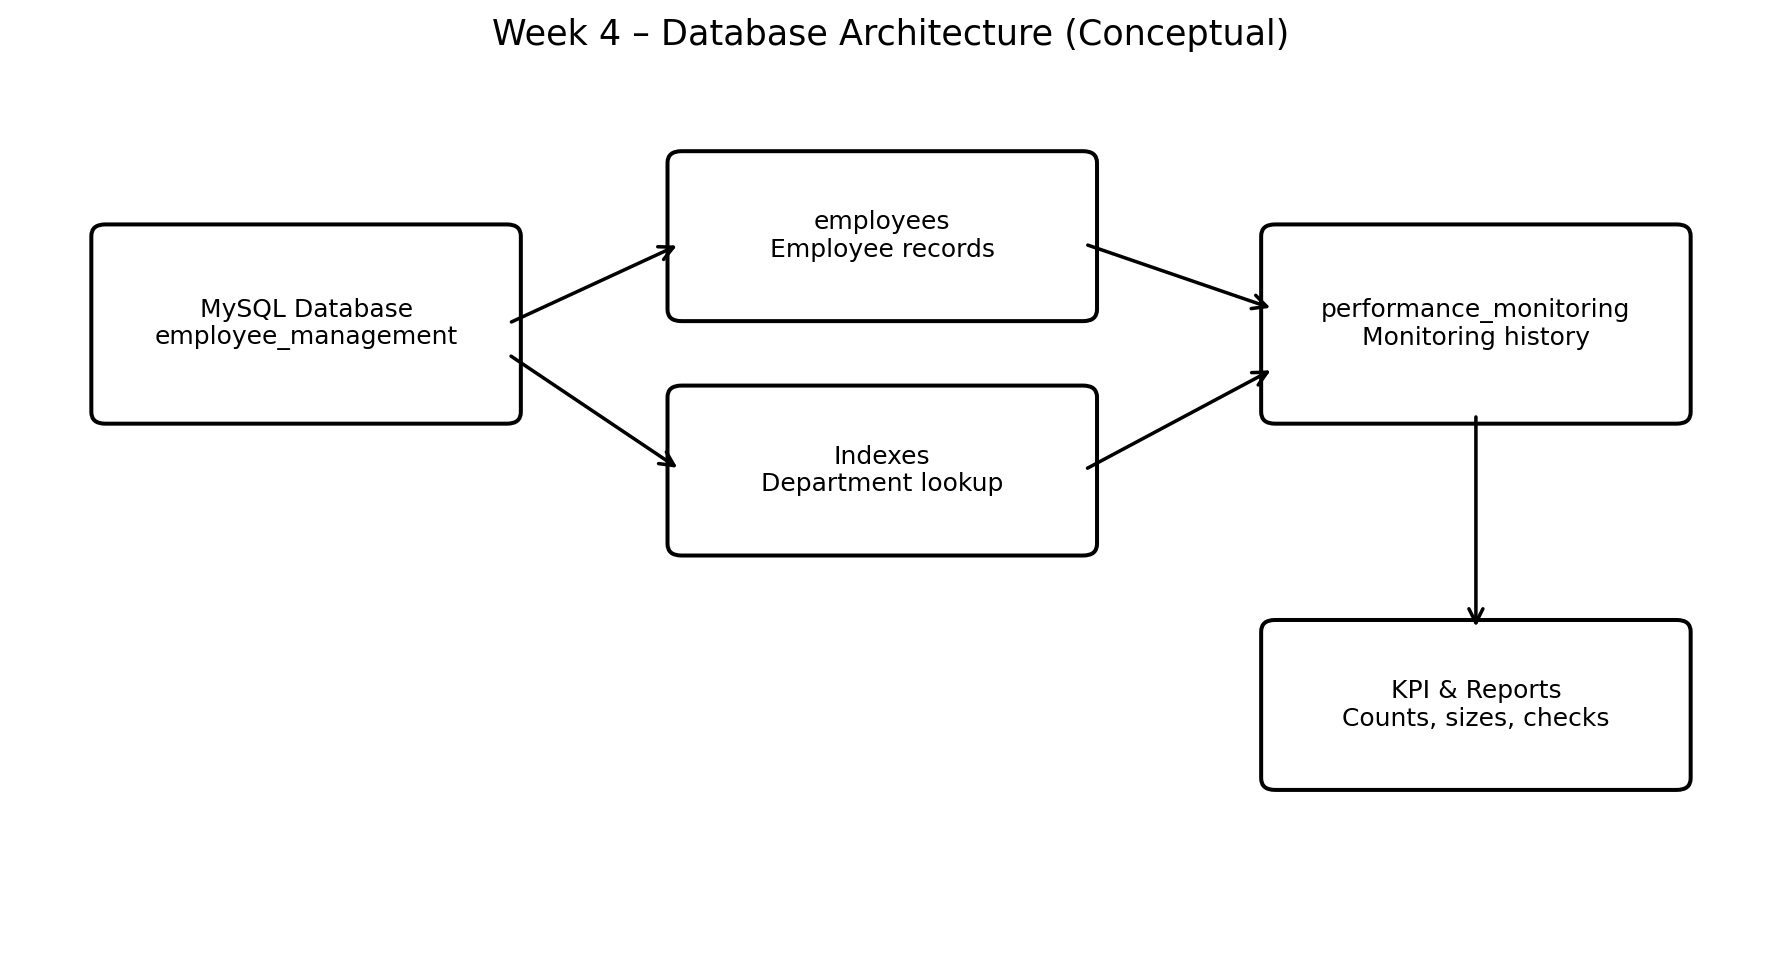 Week 4 – Database Architecture (Conceptual)
MySQL Database
employee_management
employees
Employee records
Indexes
Department lookup
performance_monitoring
Monitoring history
KPI & Reports
Counts, sizes, checks